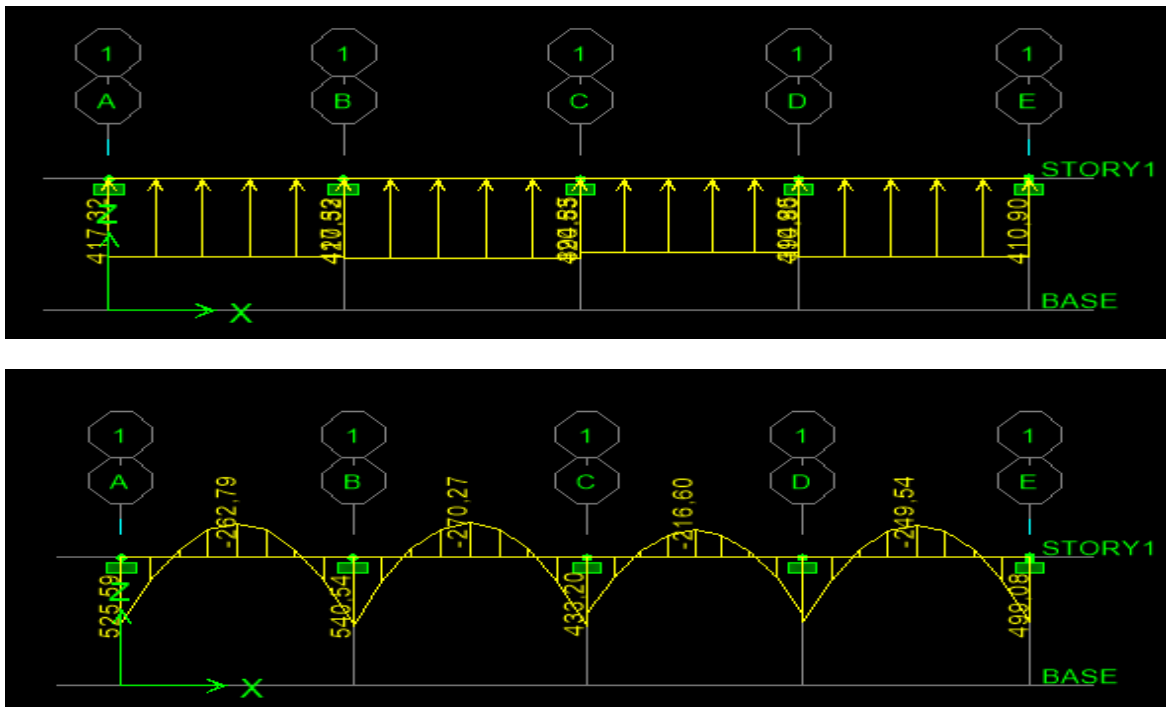 1 1 1 1 1
A B C D E
STORY1
417,32 410,90
Z
X
BASE
1 1 1 1 1
A B C D E
-262,79 -270,27 -216,60 -249,54
STORY1
525,59 540,54 433,20 499,08
Z
X
BASE